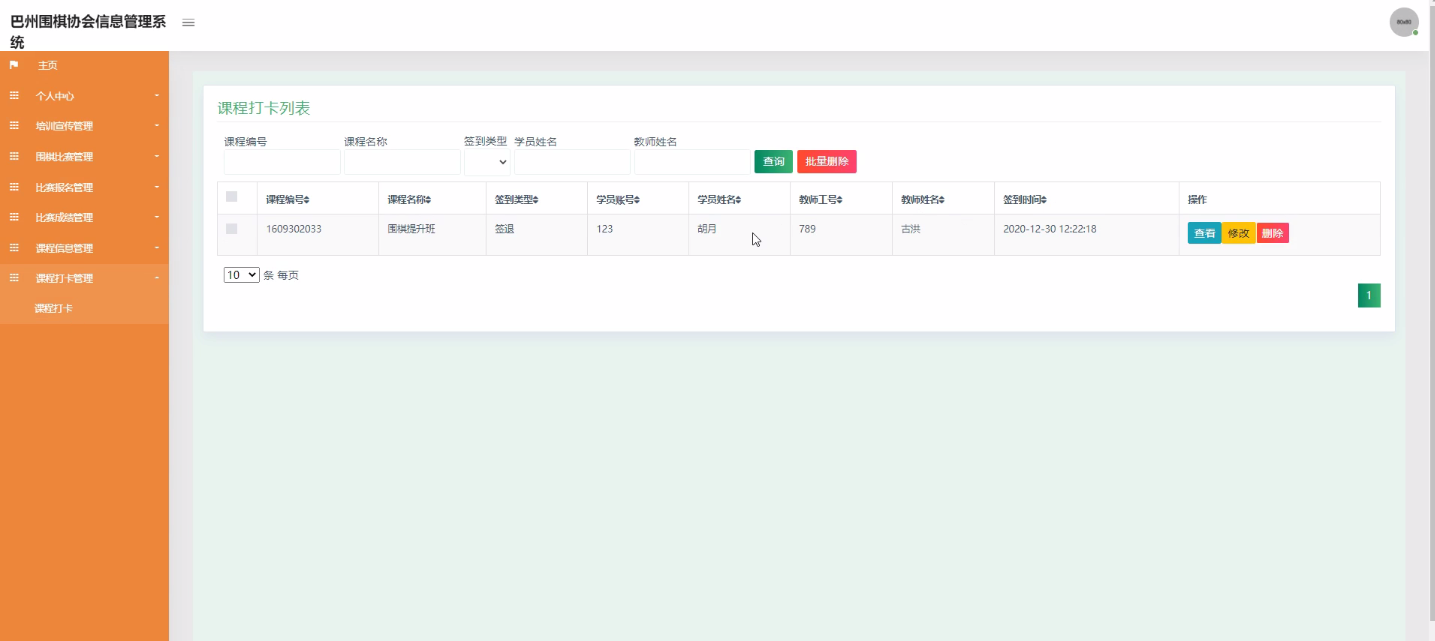 巴州围棋协会信息管理系
统
主页
个人中心
培训宣传管理
围棋比赛管理
比赛报名管理
比赛成绩管理
课程信息管理
课程打卡管理
课程打卡
课程打卡列表
课程编号 课程名称 签到类型 学员姓名 教师姓名
查询 批量删除
课程编号 课程名称 签到类型 学员账号 学员姓名 教师工号 教师姓名 签到时间 操作
1609302033 围棋提升班 签退 123 胡月 789 古洪 2020-12-30 12:22:18 查看 修改 删除
10 条 每页
1